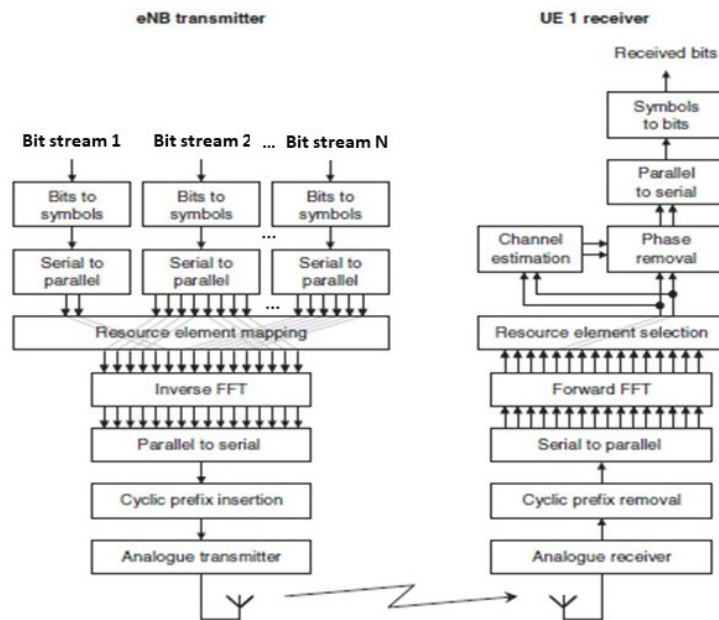 eNB transmitter
UE 1 receiver
Received bits
Symbols
to bits
Parallel
to serial
Channel
estimation
Phase
removal
Bit stream 1
Bit stream 2
...
Bit stream N
Bits to
symbols
Bits to
symbols
Bits to
symbols
...
Serial to
parallel
Serial to
parallel
Serial to
parallel
...
Resource element mapping
Resource element selection
Inverse FFT
Forward FFT
Parallel to serial
Serial to parallel
Cyclic prefix insertion
Cyclic prefix removal
Analogue transmitter
Analogue receiver